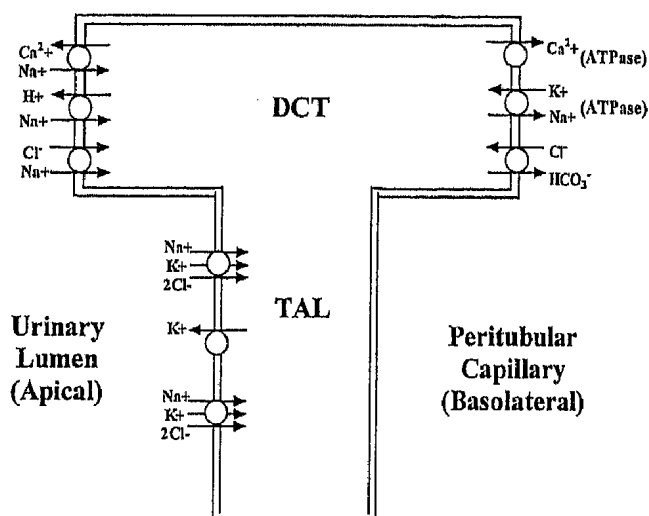 Ca²+
Na+
H+
Na+
Cl⁻
Na+
DCT
Ca²+ (ATPase)
K+
Na+ (ATPase)
Cl⁻
HCO₃⁻
Na+
K+
2Cl-
K+
TAL
Na+
K+
2Cl-
Urinary
Lumen
(Apical)
Peritubular
Capillary
(Basolateral)